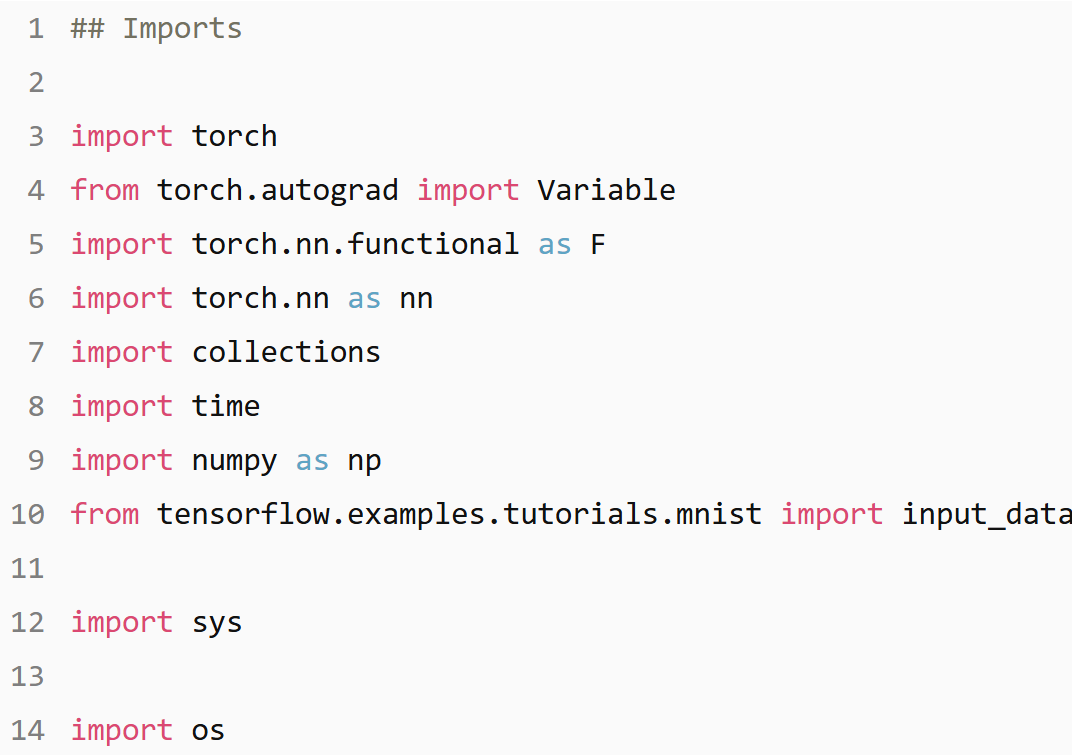 1 ## Imports
2
3 import torch
4 from torch.autograd import Variable
5 import torch.nn.functional as F
6 import torch.nn as nn
7 import collections
8 import time
9 import numpy as np
10 from tensorflow.examples.tutorials.mnist import input_data
11
12 import sys
13
14 import os